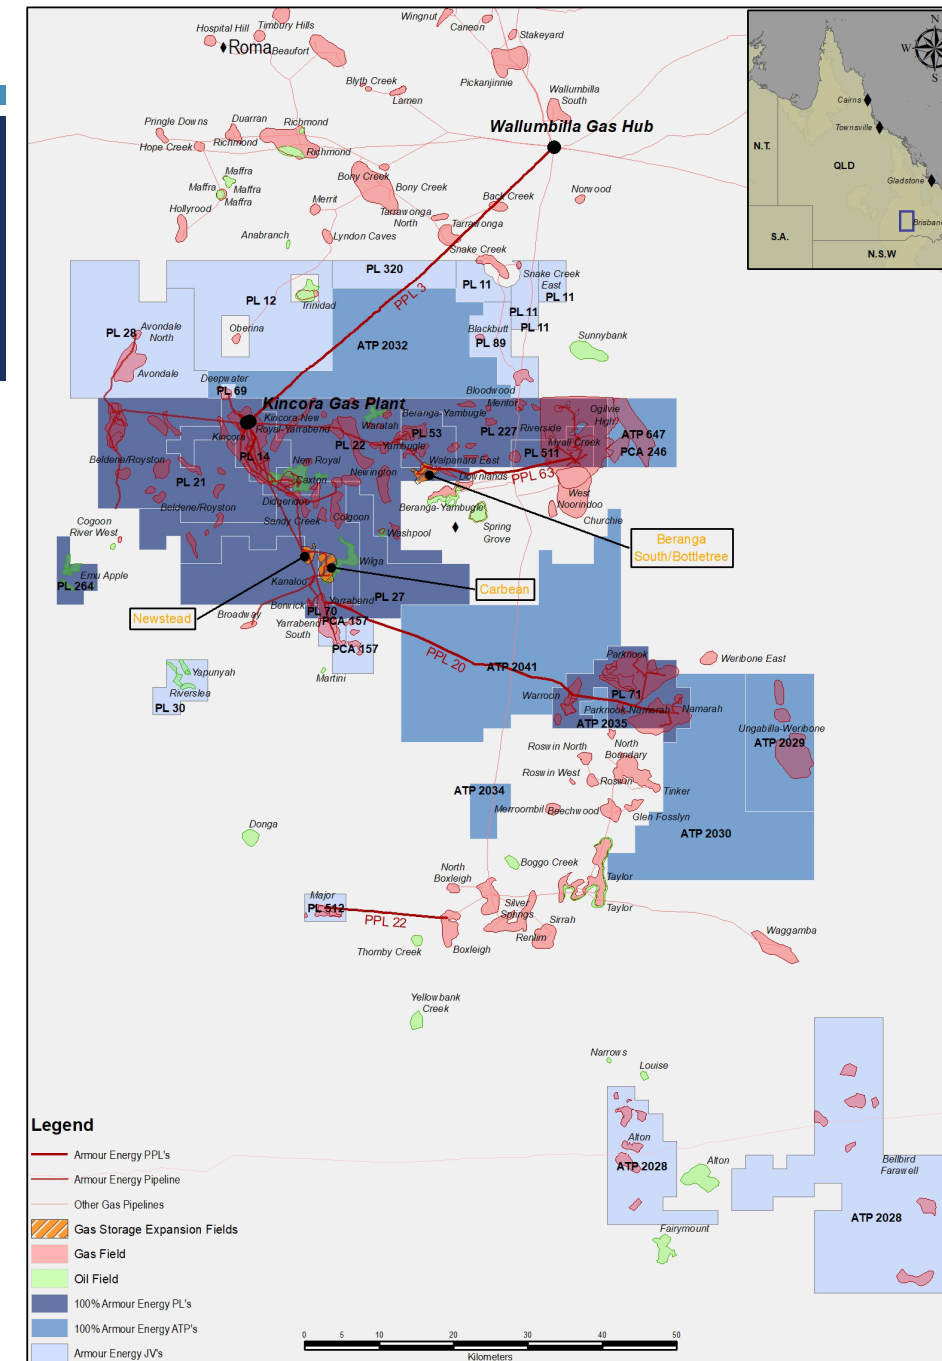 Wingnut
Timbury Hills
Hospital Hill
Caneon
Stakeyard
Roma
Beaufort
Pickanjinnie
Blyth Creek
Lamen
Wallumbilla
South
Wallumbilla Gas Hub
Pringle Downs
Duarran
Richmond
Hope Creek
Richmond
Richmond
Maffra
Maffra
Maffra
Maffra
Bony Creek
Bony Creek
Hollyrood
Merrit
Tarrawonga
North
Back Creek
Norwood
Tarrawonga
Anabranch
Lyndon Caves
Snake Creek
PL 320
Snake Creek
East
PL 11
PL 11
PL 11
PL 11
PL 12
Trinidad
PPL 3
PL 28
Avondale
North
Oberina
ATP 2032
Blackbutt
PL 89
Sunnybank
Avondale
Deepwater
PL 69
Bloodwood
Kincora Gas Plant
Mentor
Kincora-New
Royal-Yarrabend
Waratah
Beranga-Yambugle
Ogilvie
High
Kincora
PL 53
PL 227
Riverside
ATP 647
PL 22
Yambugle
Myall Creek
PCA 246
PL 14
PL 511
Beldene/Royston
New Royal
Walpanara East
PPL 63
PL 21
Caxton
Newington
Downlands
West
Noorindoo
Didgeridoo
Beldene/Royston
Beranga-Yambugle
Sandy Creek
Colgoon
Churchie
Cogoon
River West
Washpool
Spring
Grove
Beranga
South/Bottletree
Wilga
Emu Apple
PL 264
Kanaloo
Carbean
PL 27
Newstead
Berwick
Yarrabend
Broadway
PL 70
PCA 157
Yarrabend
South
PCA 157
PPL 20
Parknook
Weribone East
ATP 2041
Yapunyah
Martini
Riverslea
PL 30
Warroon
PL 71
Parknook-Namarah
Namarah
ATP 2035
Ungabilla-Weribone
ATP 2029
Roswin North
North
Boundary
Roswin West
Roswin
Tinker
ATP 2034
Merroombil
Beechwood
Glen Fosslyn
Donga
ATP 2030
Boggo Creek
North
Boxleigh
Taylor
Major
PL 512
Silver
Springs
Taylor
PPL 22
Sirrah
Renlim
Waggamba
Thornby Creek
Boxleigh
Yellowbank
Creek
Narrows
Louise
Alton
ATP 2028
Alton
Bellbird
Farawell
ATP 2028
Fairymount
W
S
Cairns
Townsville
N.T.
QLD
Gladstone
Brisbane
S.A.
N.S.W
Legend
Armour Energy PPL's
Armour Energy Pipeline
Other Gas Pipelines
Gas Storage Expansion Fields
Gas Field
Oil Field
100% Armour Energy PL's
100% Armour Energy ATP's
Armour Energy JV's
0 5 10 20 30 40 50
Kilometers